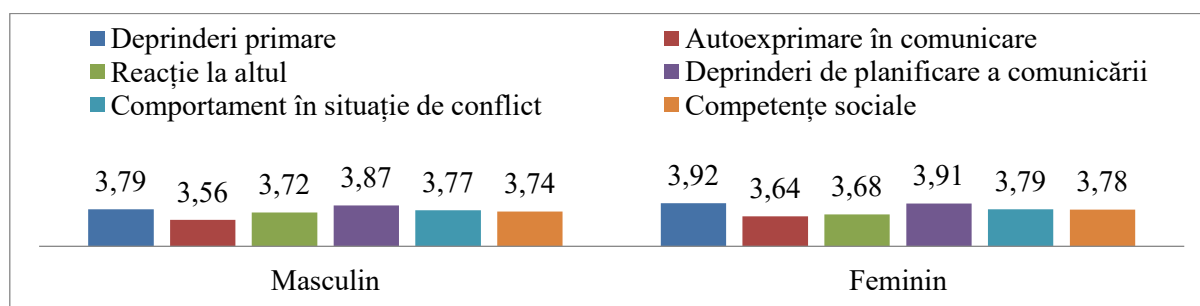 Deprinderi primare
Autoexprimare în comunicare
Reacție la altul
Deprinderi de planificare a comunicării
Comportament în situație de conflict
Competențe sociale
3,79 3,56 3,72 3,87 3,77 3,74
3,92 3,64 3,68 3,91 3,79 3,78
Masculin
Feminin